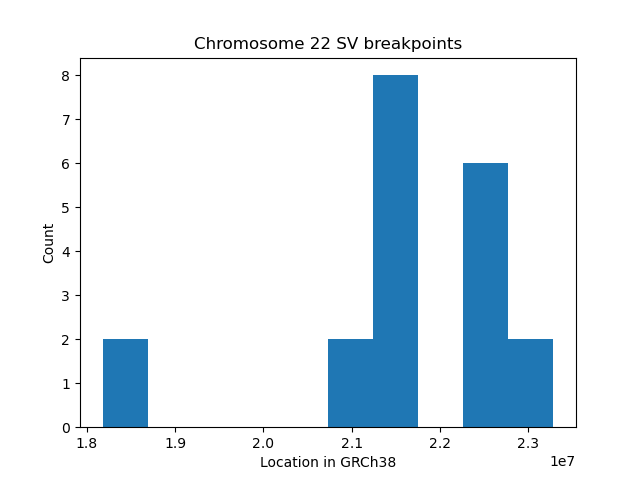 Chromosome 22 SV breakpoints
8
7
6
5
4
3
2
1
0
Count
1.8 1.9 2.0 2.1 2.2 2.3
1e7
Location in GRCh38